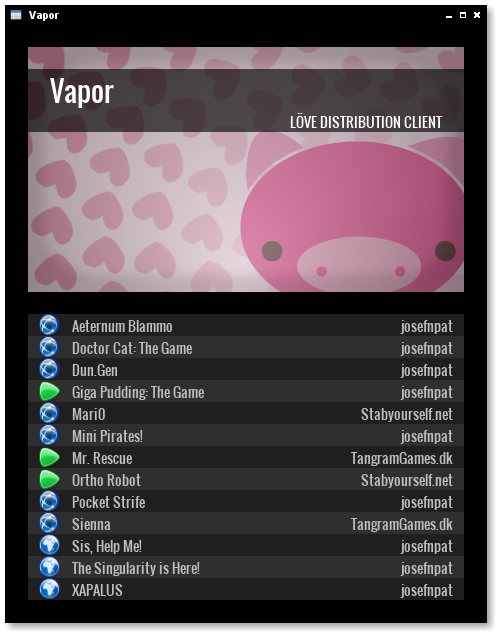 Vapor
Vapor
LÖVE DISTRIBUTION CLIENT
Aeternum Blammo josefnpat
Doctor Cat: The Game josefnpat
Dun.Gen josefnpat
Giga Pudding: The Game josefnpat
Mari0 Stabyourself.net
Mini Pirates! josefnpat
Mr. Rescue TangramGames.dk
Ortho Robot Stabyourself.net
Pocket Strife josefnpat
Sienna TangramGames.dk
Sis, Help Me! josefnpat
The Singularity is Here! josefnpat
XAPALUS josefnpat